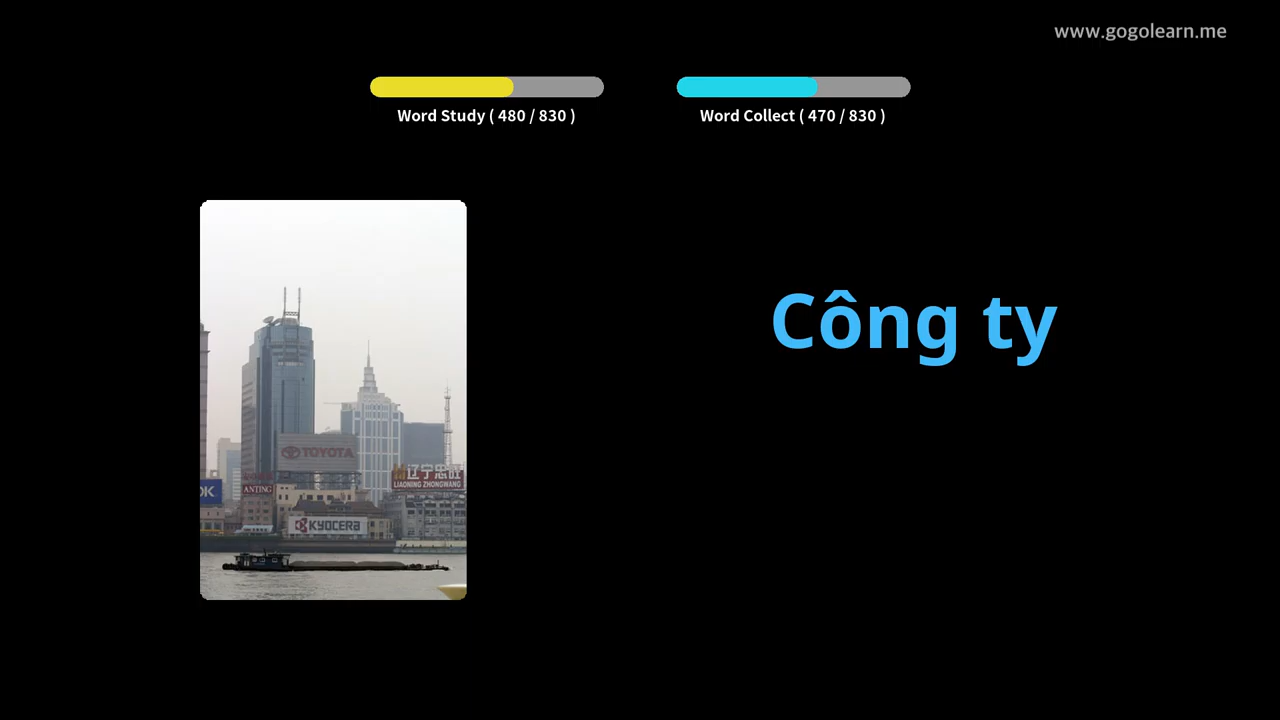 www.gogolearn.me
Word Study ( 480 / 830 )
Word Collect ( 470 / 830 )
Công ty
TOYOTA
辽宁忠旺
LIAONING ZHONGWANG
OK
ANTING
KYOCERA